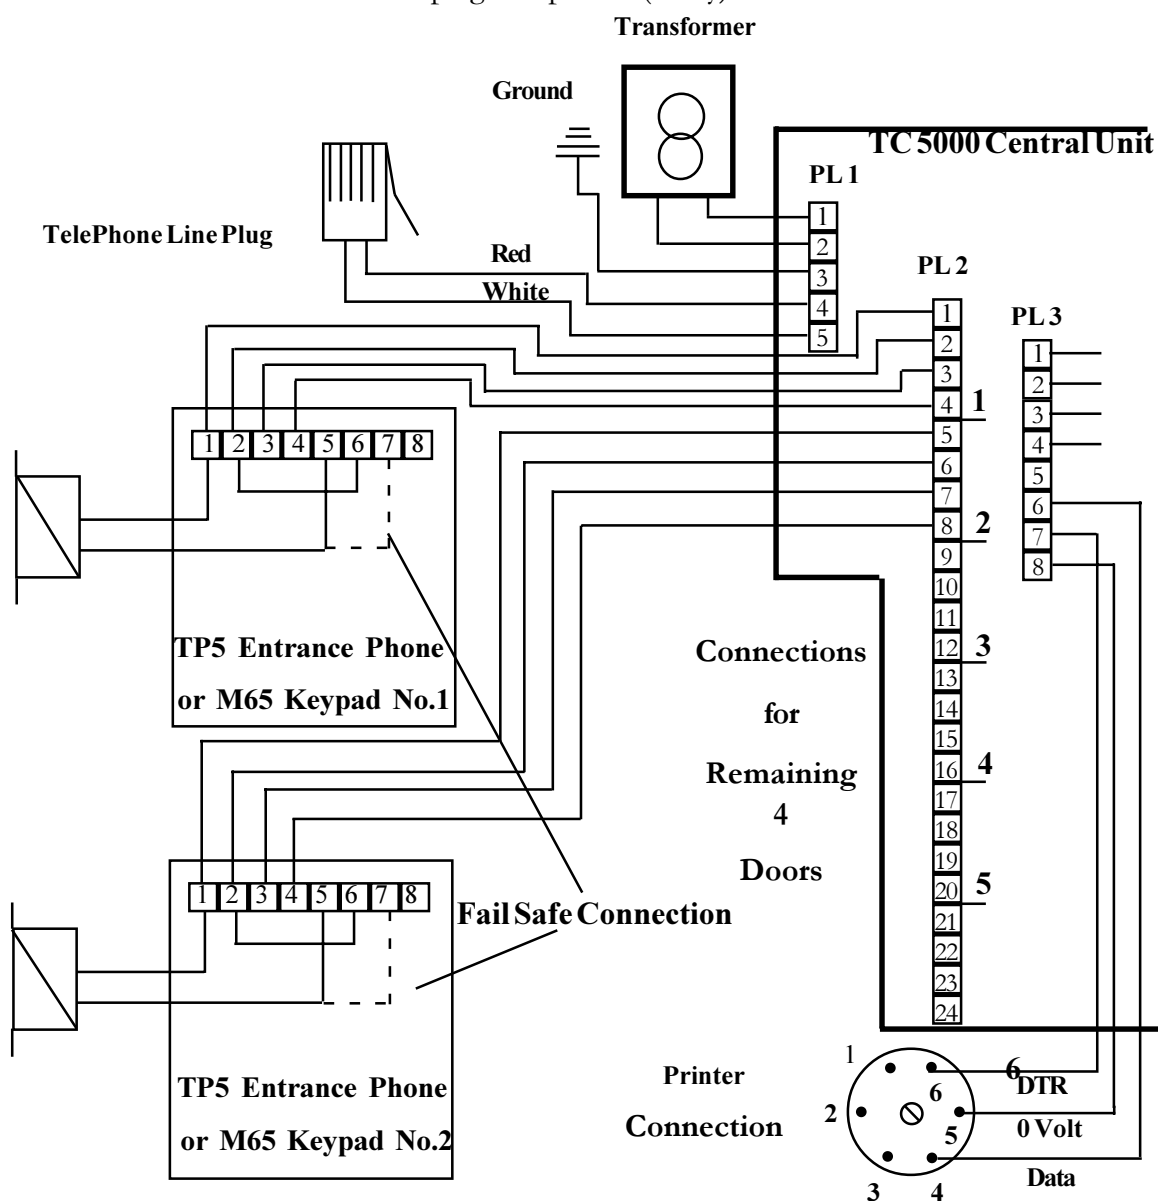 Transformer
Ground
TC 5000 Central Unit
PL 1
TelePhone Line Plug
Red
White
1
2
3
4
5
PL 2
PL 3
1
2
3
4
5
6
7
8
9
10
11
12
13
14
15
16
17
18
19
20
21
22
23
24
1
2
3
4
5
1
2
3
4
5
6
7
8
1 2 3 4 5 6 7 8
TP5 Entrance Phone
or M65 Keypad No.1
Connections
for
Remaining
4
Doors
1 2 3 4 5 6 7 8
Fail Safe Connection
TP5 Entrance Phone
or M65 Keypad No.2
Printer
Connection
1
2
3
4
5
6
6
DTR
0 Volt
Data